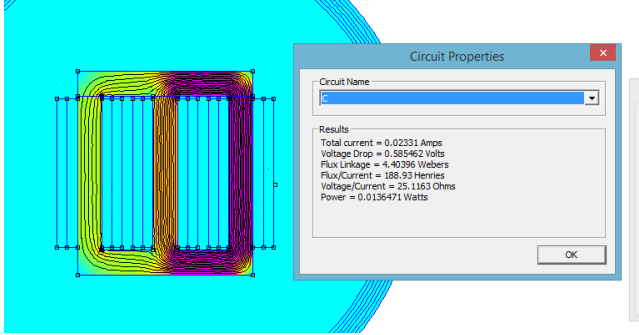 Circuit Properties
Circuit Name
C
Results
Total current = 0.02331 Amps
Voltage Drop = 0.585462 Volts
Flux Linkage = 4.40396 Webers
Flux/Current = 188.93 Henries
Voltage/Current = 25.1163 Ohms
Power = 0.0136471 Watts
OK